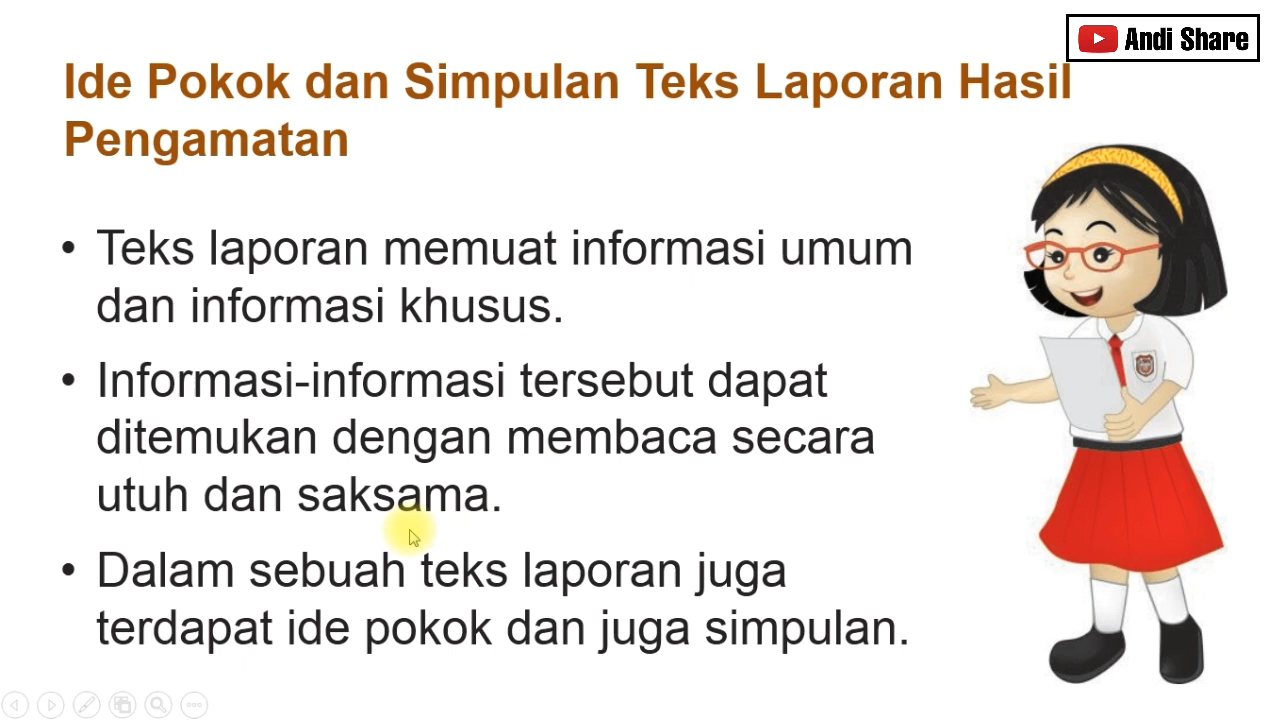 Andi Share
Ide Pokok dan Simpulan Teks Laporan Hasil
Pengamatan
• Teks laporan memuat informasi umum
dan informasi khusus.
• Informasi-informasi tersebut dapat
ditemukan dengan membaca secara
utuh dan saksama.
• Dalam sebuah teks laporan juga
terdapat ide pokok dan juga simpulan.